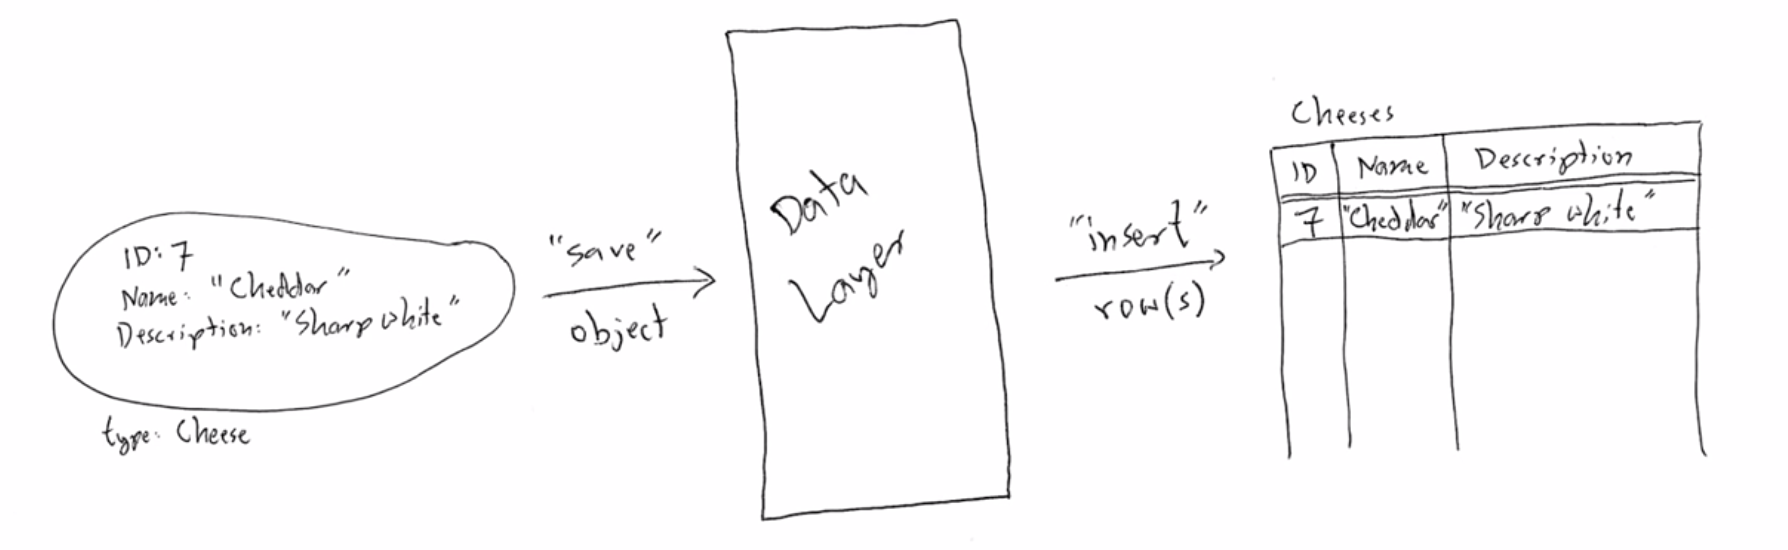 ID: 7
Name: "Cheddar"
Description: "Sharp white"
type: Cheese
"save"
object
Data
Layer
"insert"
row(s)
Cheeses
ID Name Description
7 "Cheddar" "Sharp white"